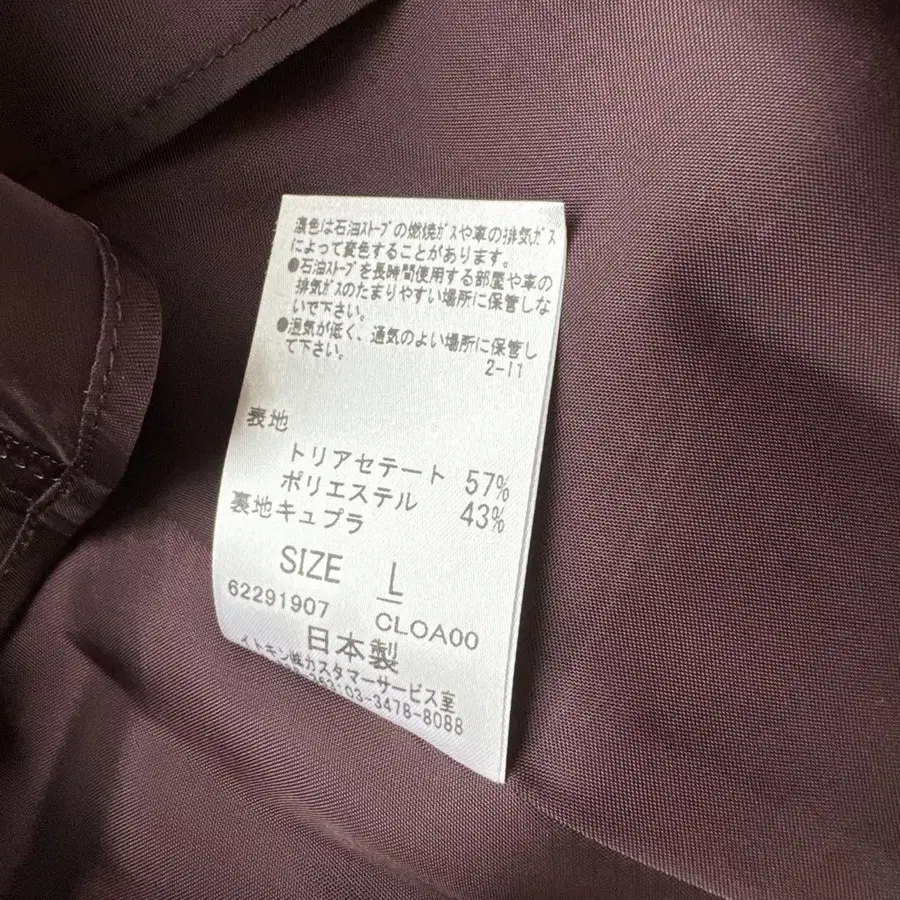 濃色は石油ｽﾄｰﾌﾞの燃焼ｶﾞｽや車の排気ｶﾞｽ
によって変色することがあります。
●石油ｽﾄｰﾌﾞを長時間使用する部屋や車の
排気ｶﾞｽのたまりやすい場所に保管しな
いで下さい。
●湿気が低く、通気のよい場所に保管し
て下さい。
2-11
表地
トリアセテート 57%
ポリエステル 43%
裏地キュプラ
SIZE L
62291907 CLOA00
日本製
イトキン㈱カスタマーサービス室
03-3478-8088